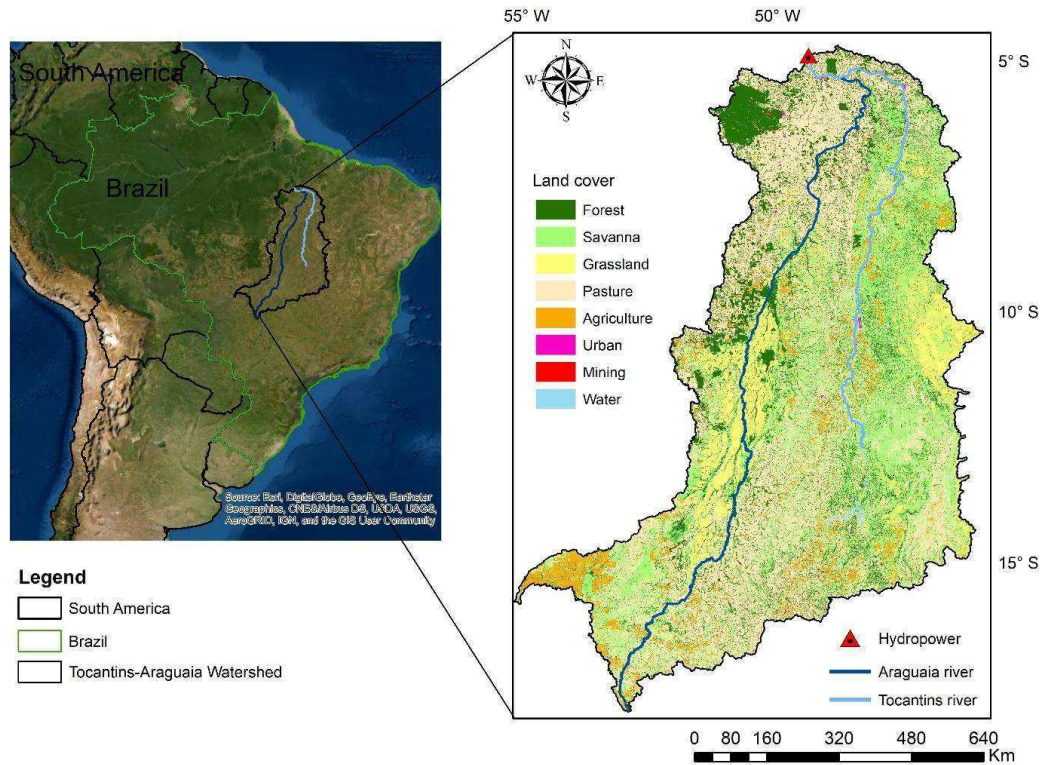 55° W
50° W
South America
Brazil
Source: Esri, DigitalGlobe, GeoEye, Earthstar
Geographics, CNES/Airbus DS, USDA, USGS,
AeroGRID, IGN, and the GIS User Community
Legend
South America
Brazil
Tocantins-Araguaia Watershed
N
W
E
S
Land cover
Forest
Savanna
Grassland
Pasture
Agriculture
Urban
Mining
Water
5° S
10° S
15° S
Hydropower
Araguaia river
Tocantins river
0 80 160 320 480 640
Km